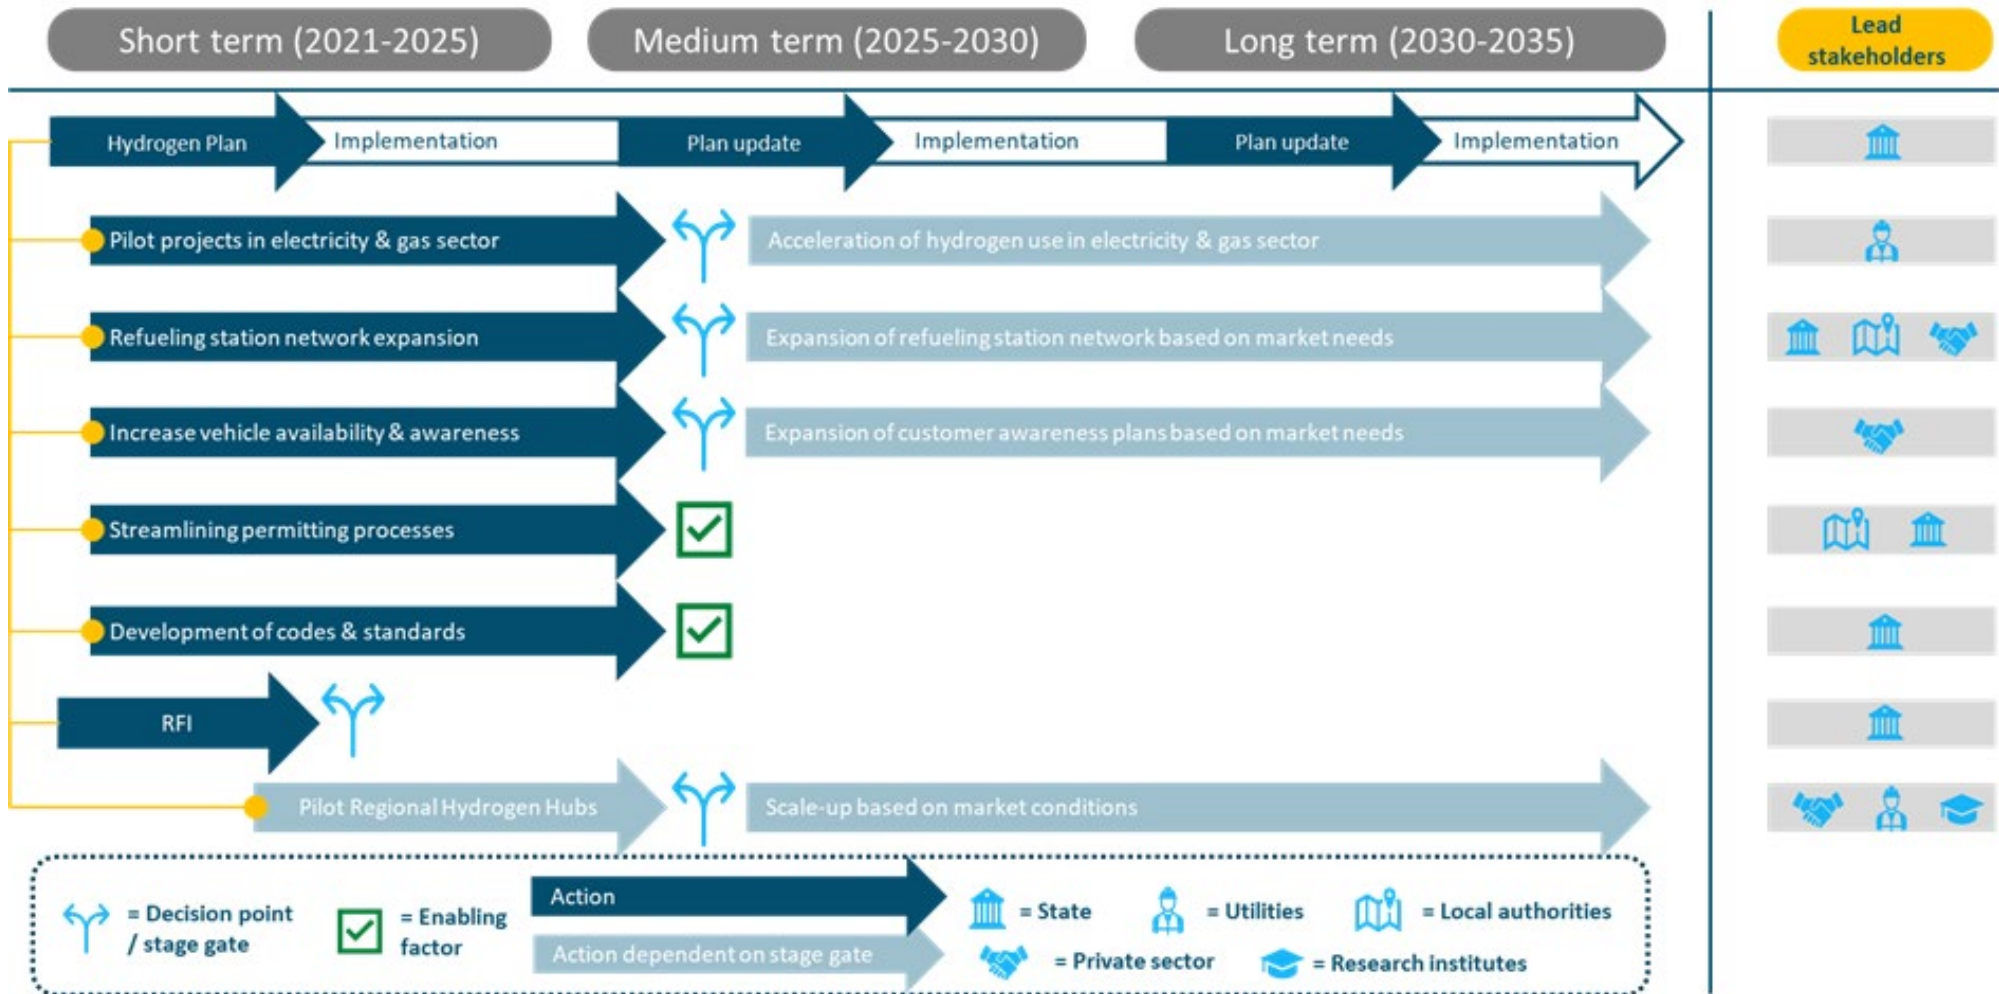 Short term (2021-2025)
Medium term (2025-2030)
Long term (2030-2035)
Lead
stakeholders
Hydrogen Plan
Implementation
Plan update
Implementation
Plan update
Implementation
Pilot projects in electricity & gas sector
Acceleration of hydrogen use in electricity & gas sector
Refueling station network expansion
Expansion of refueling station network based on market needs
Increase vehicle availability & awareness
Expansion of customer awareness plans based on market needs
Streamlining permitting processes
Development of codes & standards
RFI
Pilot Regional Hydrogen Hubs
Scale-up based on market conditions
= Decision point
/ stage gate
= Enabling
factor
Action
Action dependent on stage gate
= State
= Utilities
= Local authorities
= Private sector
= Research institutes